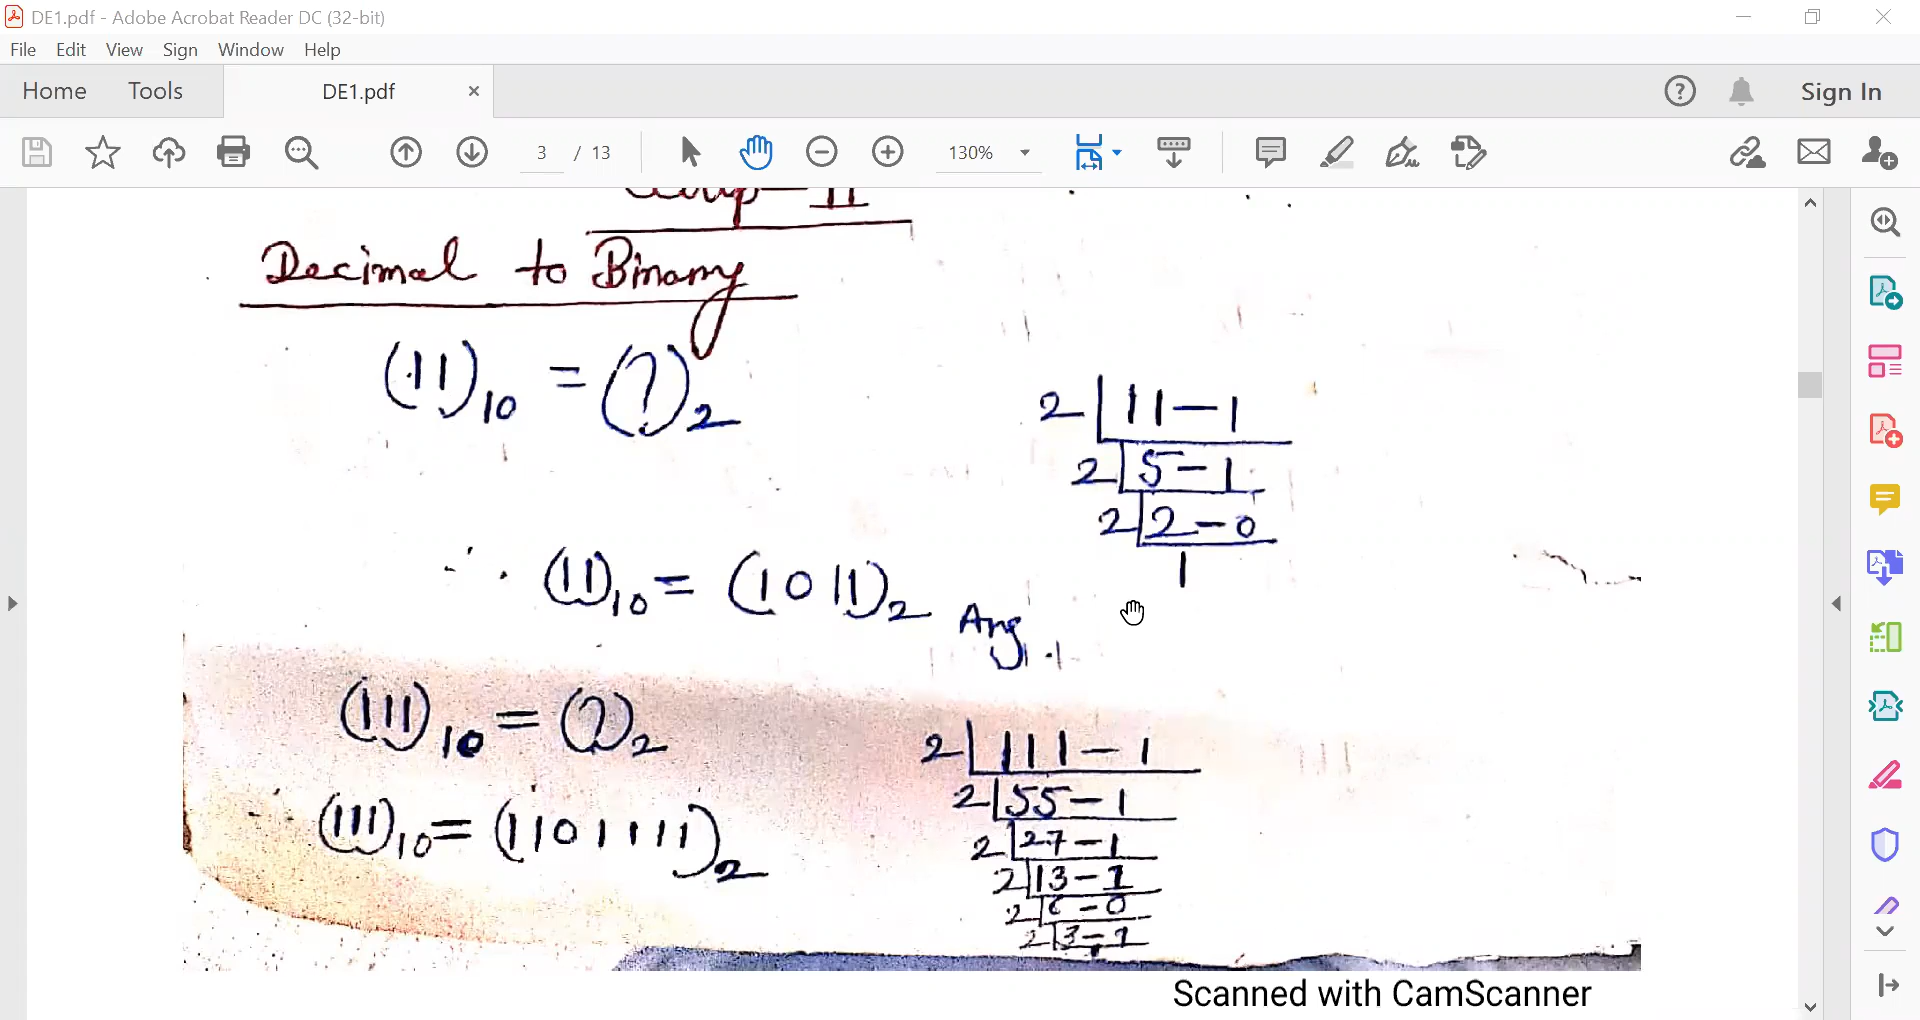 DE1.pdf - Adobe Acrobat Reader DC (32-bit)
File Edit View Sign Window Help
Home Tools DE1.pdf × ? Sign In
3 / 13 130%
II
Decimal to Binary
(11)10 = (?)2
2 11 - 1
2 5 - 1
2 2 - 0
1
∴ (11)10 = (1011)2 Ans.
(111)10 = (?)2
∴ (111)10 = (1101111)2
2 111 - 1
2 55 - 1
2 27 - 1
2 13 - 1
2 6 - 0
2 3 - 1
Scanned with CamScanner